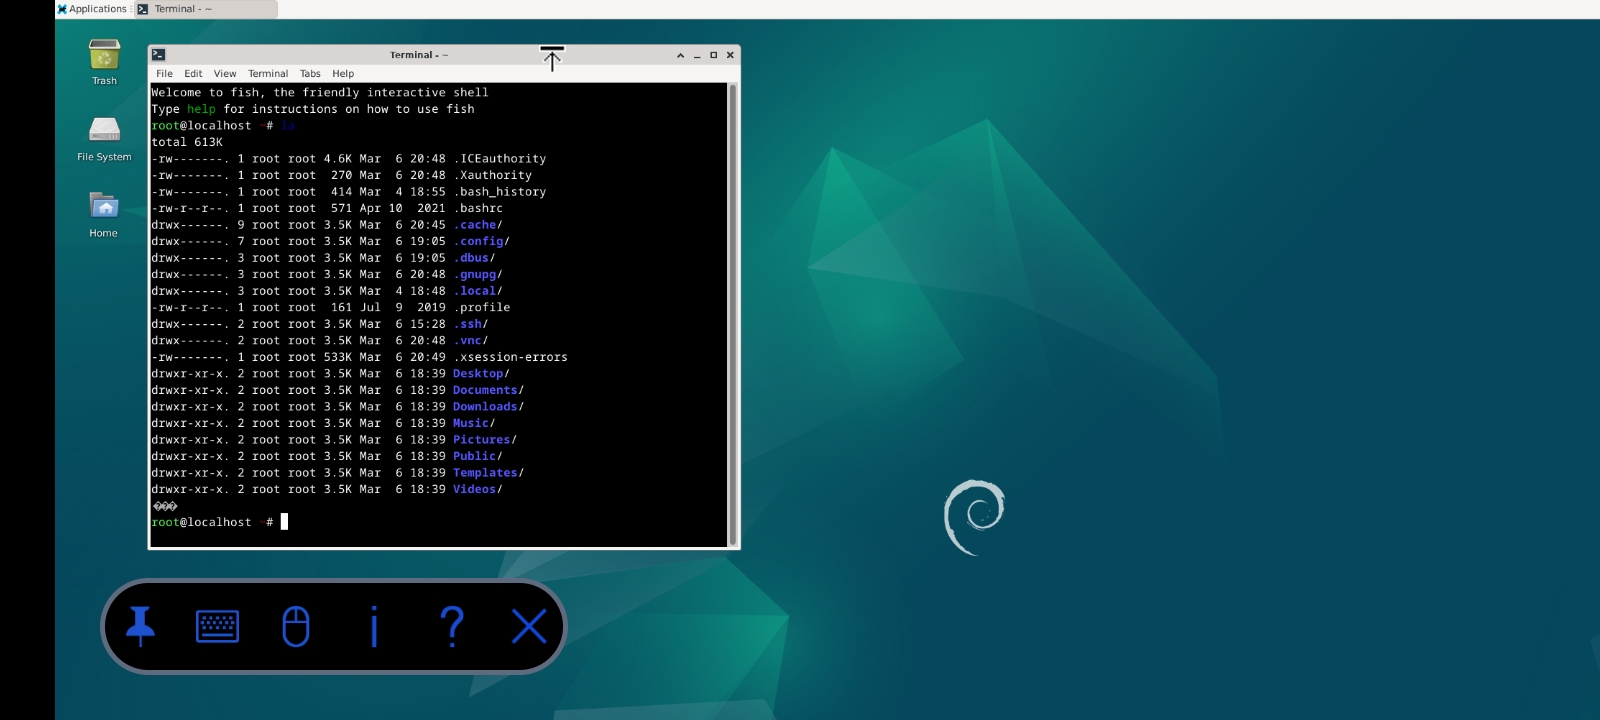 Applications
Terminal - ~
Trash
File System
Home
Terminal - ~
File Edit View Terminal Tabs Help
Welcome to fish, the friendly interactive shell
Type help for instructions on how to use fish
root@localhost ~#
total 613K
-rw-------. 1 root root 4.6K Mar  6 20:48 .ICEauthority
-rw-------. 1 root root  270 Mar  6 20:48 .Xauthority
-rw-------. 1 root root  414 Mar  4 18:55 .bash_history
-rw-r--r--. 1 root root  571 Apr 10  2021 .bashrc
drwx------. 9 root root 3.5K Mar  6 20:45 .cache/
drwx------. 7 root root 3.5K Mar  6 19:05 .config/
drwx------. 3 root root 3.5K Mar  6 19:05 .dbus/
drwx------. 3 root root 3.5K Mar  6 20:48 .gnupg/
drwx------. 3 root root 3.5K Mar  4 18:48 .local/
-rw-r--r--. 1 root root  161 Jul  9  2019 .profile
drwx------. 2 root root 3.5K Mar  6 15:28 .ssh/
drwx------. 2 root root 3.5K Mar  6 20:48 .vnc/
-rw-------. 1 root root 533K Mar  6 20:49 .xsession-errors
drwxr-xr-x. 2 root root 3.5K Mar  6 18:39 Desktop/
drwxr-xr-x. 2 root root 3.5K Mar  6 18:39 Documents/
drwxr-xr-x. 2 root root 3.5K Mar  6 18:39 Downloads/
drwxr-xr-x. 2 root root 3.5K Mar  6 18:39 Music/
drwxr-xr-x. 2 root root 3.5K Mar  6 18:39 Pictures/
drwxr-xr-x. 2 root root 3.5K Mar  6 18:39 Public/
drwxr-xr-x. 2 root root 3.5K Mar  6 18:39 Templates/
drwxr-xr-x. 2 root root 3.5K Mar  6 18:39 Videos/
���
root@localhost ~#
i ?